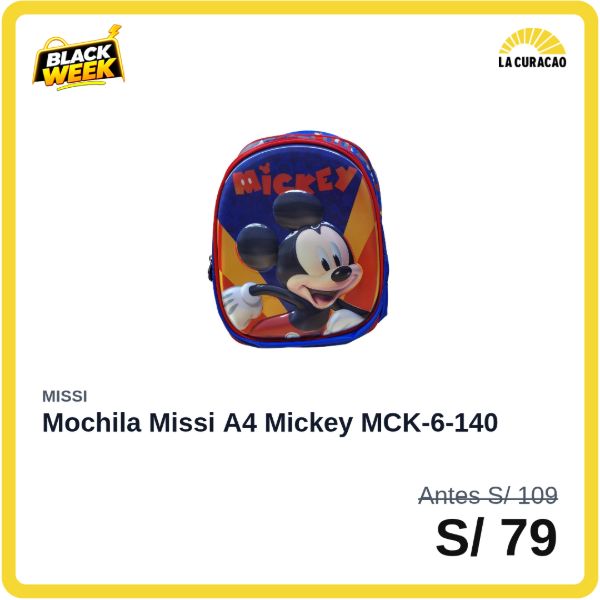 BLACK
WEEK
LA CURACAO
MICKEY
MISSI
Mochila Missi A4 Mickey MCK-6-140
Antes S/ 109
S/ 79